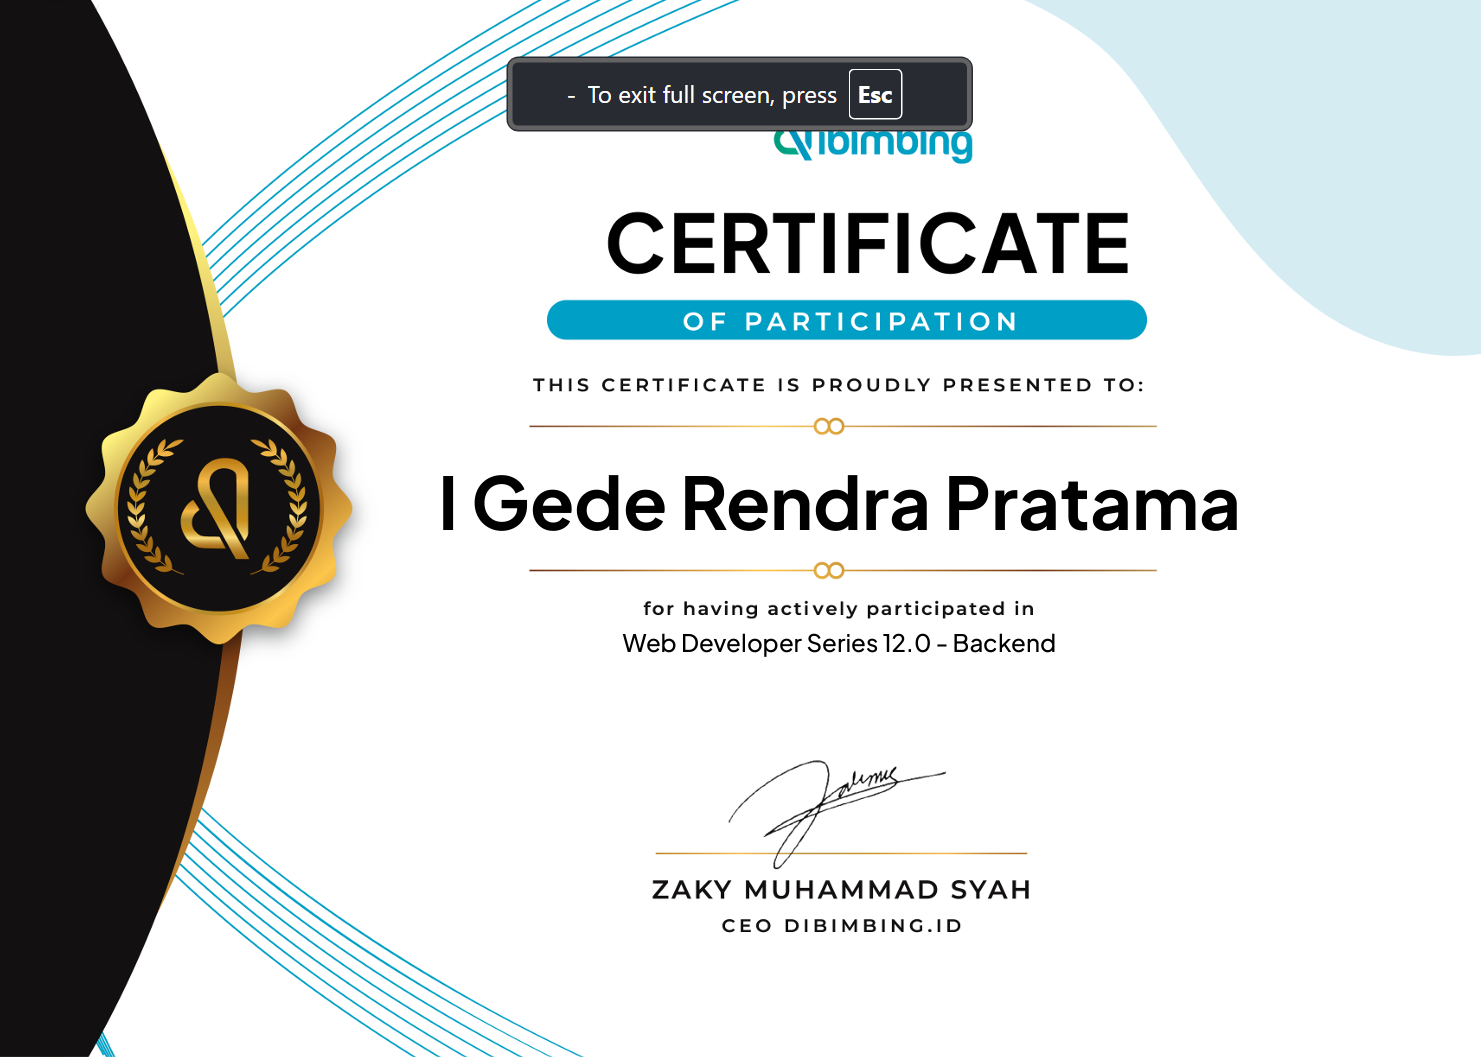 - To exit full screen, press Esc
dibimbing
CERTIFICATE
OF PARTICIPATION
THIS CERTIFICATE IS PROUDLY PRESENTED TO:
I Gede Rendra Pratama
for having actively participated in
Web Developer Series 12.0 - Backend
ZAKY MUHAMMAD SYAH
CEO DIBIMBING.ID